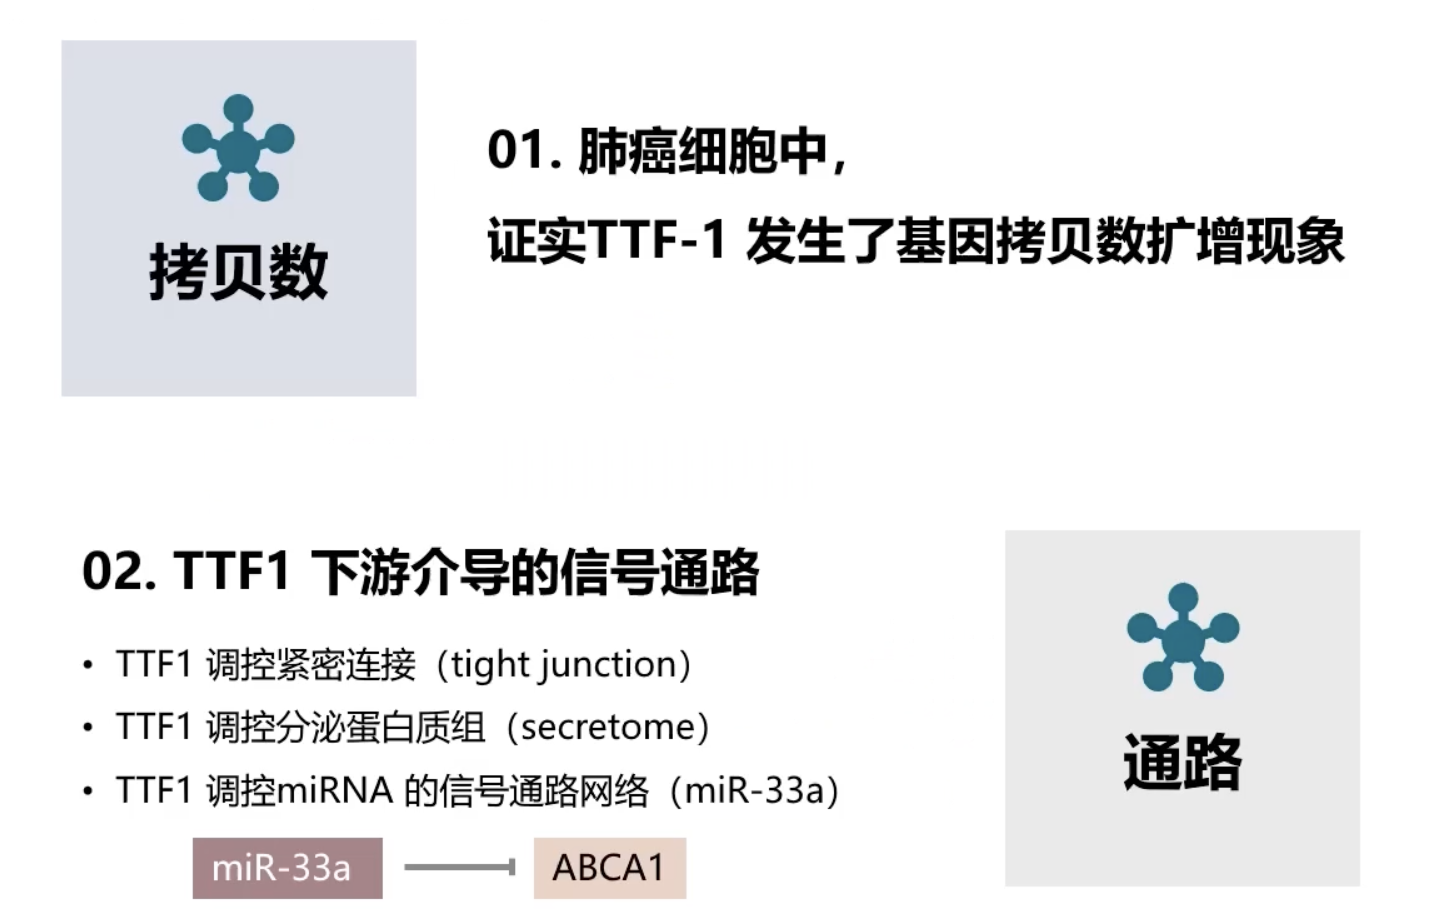 拷贝数
01. 肺癌细胞中，
证实TTF-1 发生了基因拷贝数扩增现象
02. TTF1 下游介导的信号通路
• TTF1 调控紧密连接（tight junction）
• TTF1 调控分泌蛋白质组（secretome）
• TTF1 调控miRNA 的信号通路网络（miR-33a）
miR-33a
ABCA1
通路